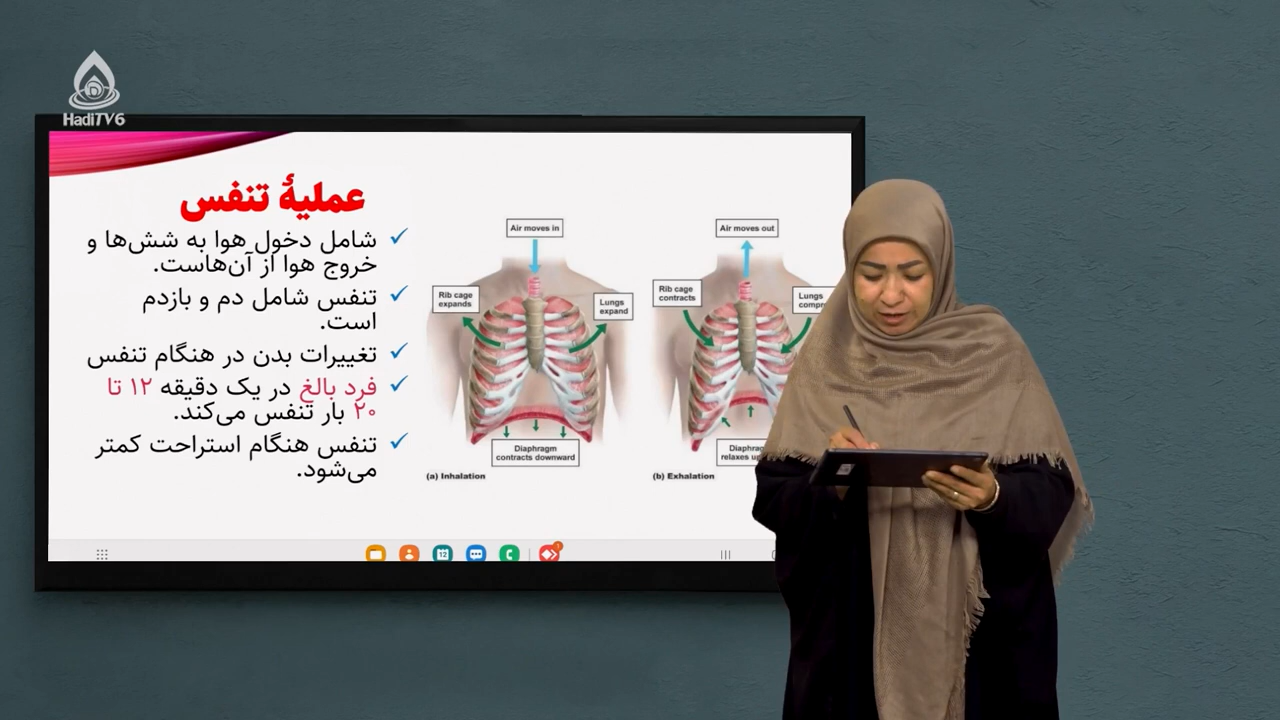 HadiTV6
عملیهٔ تنفس
شامل دخول هوا به شش‌ها و
خروج هوا از آن‌هاست.
تنفس شامل دم و بازدم
است.
تغییرات بدن در هنگام تنفس
فرد بالغ در یک دقیقه ۱۲ تا
۲۰ بار تنفس می‌کند.
تنفس هنگام استراحت کمتر
می‌شود.
Air moves in
Rib cage
expands
Lungs
expand
Diaphragm
contracts downward
(a) Inhalation
Air moves out
Rib cage
contracts
Lungs
(b) Exhalation
relaxes
12